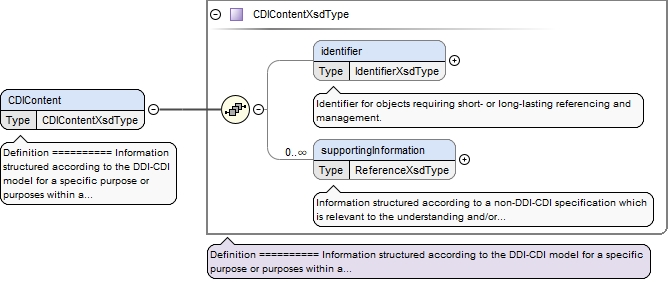 CDIContentXsdType
identifier
Type IdentifierXsdType
Identifier for objects requiring short- or long-lasting referencing and
management.
CDIContent
Type CDIContentXsdType
Definition ========== Information
structured according to the DDI-CDI
model for a specific purpose or
purposes within a...
0..∞
supportingInformation
Type ReferenceXsdType
Information structured according to a non-DDI-CDI specification which
is relevant to the understanding and/or...
Definition ========== Information structured according to the DDI-CDI model for a specific
purpose or purposes within a...